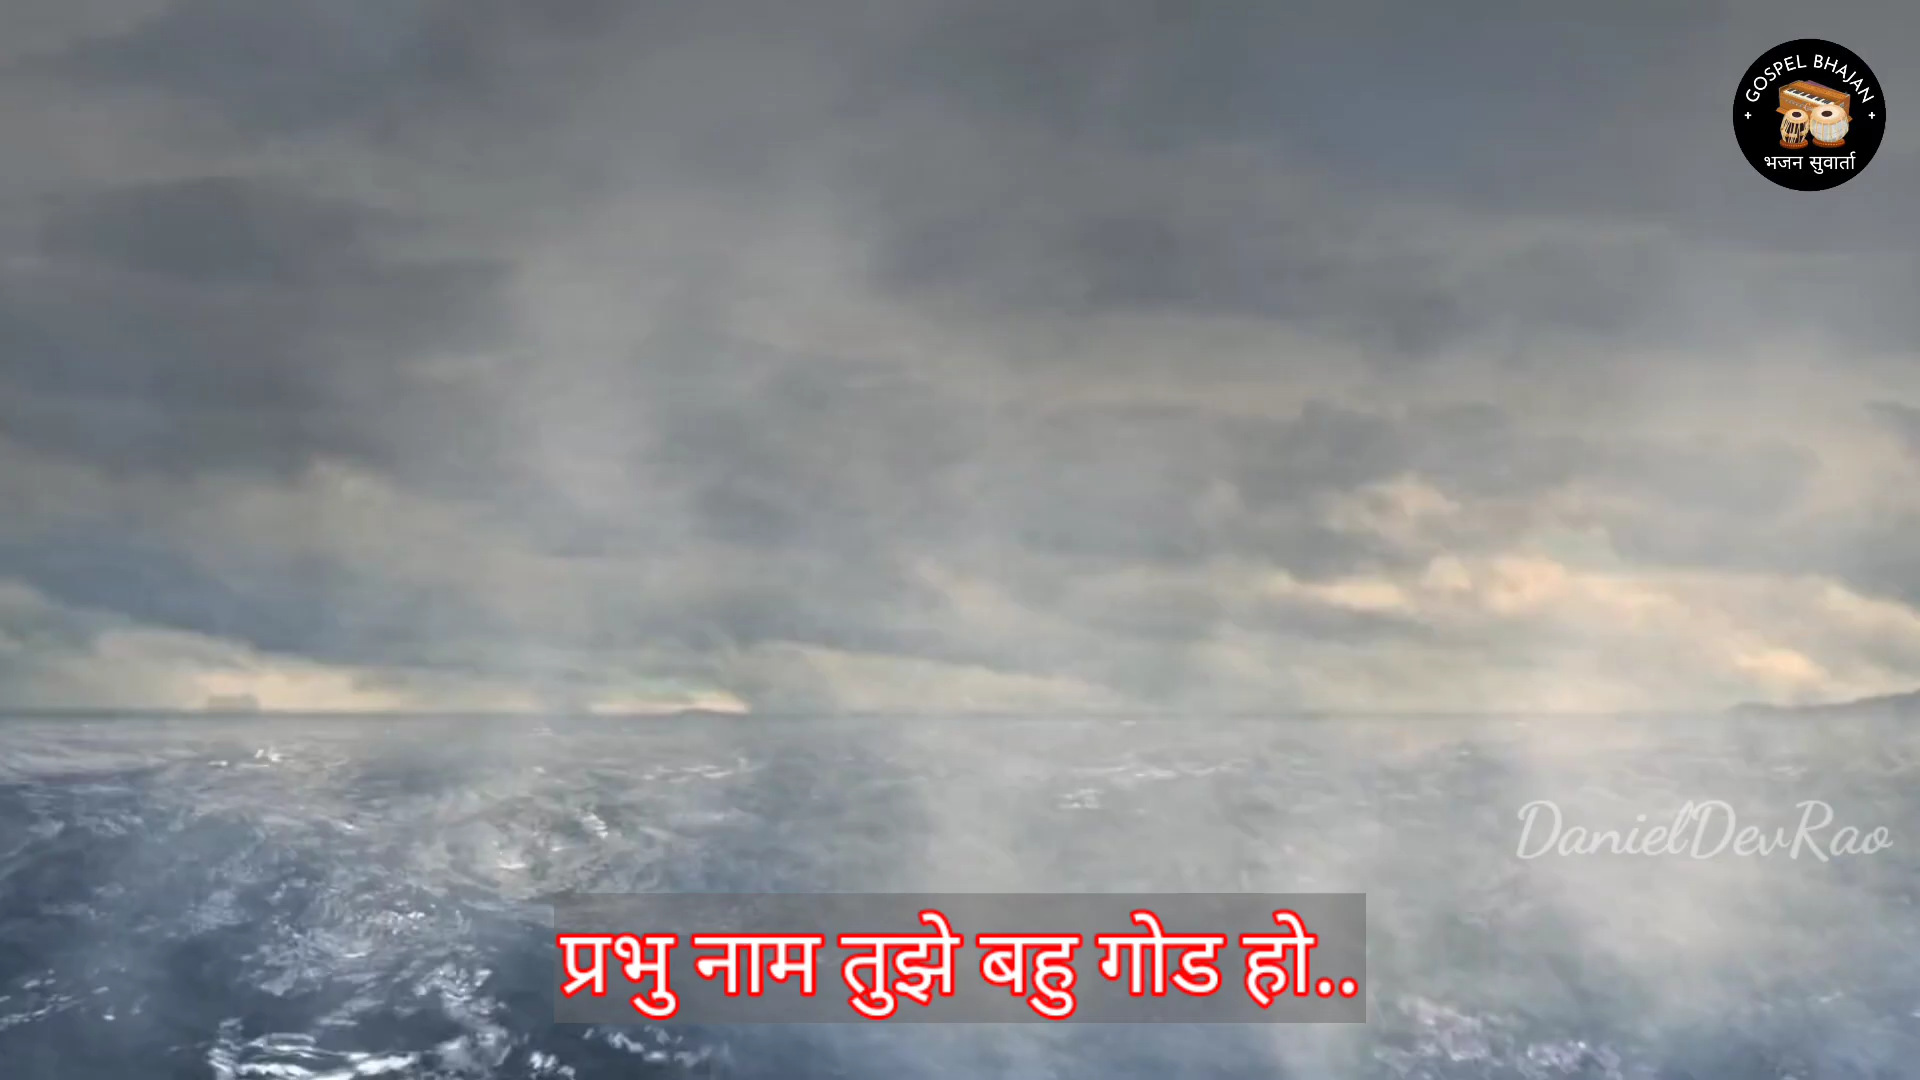 GOSPEL BHAJAN
भजन सुवार्ता
DanielDevRao
प्रभु नाम तुझे बहु गोड हो..